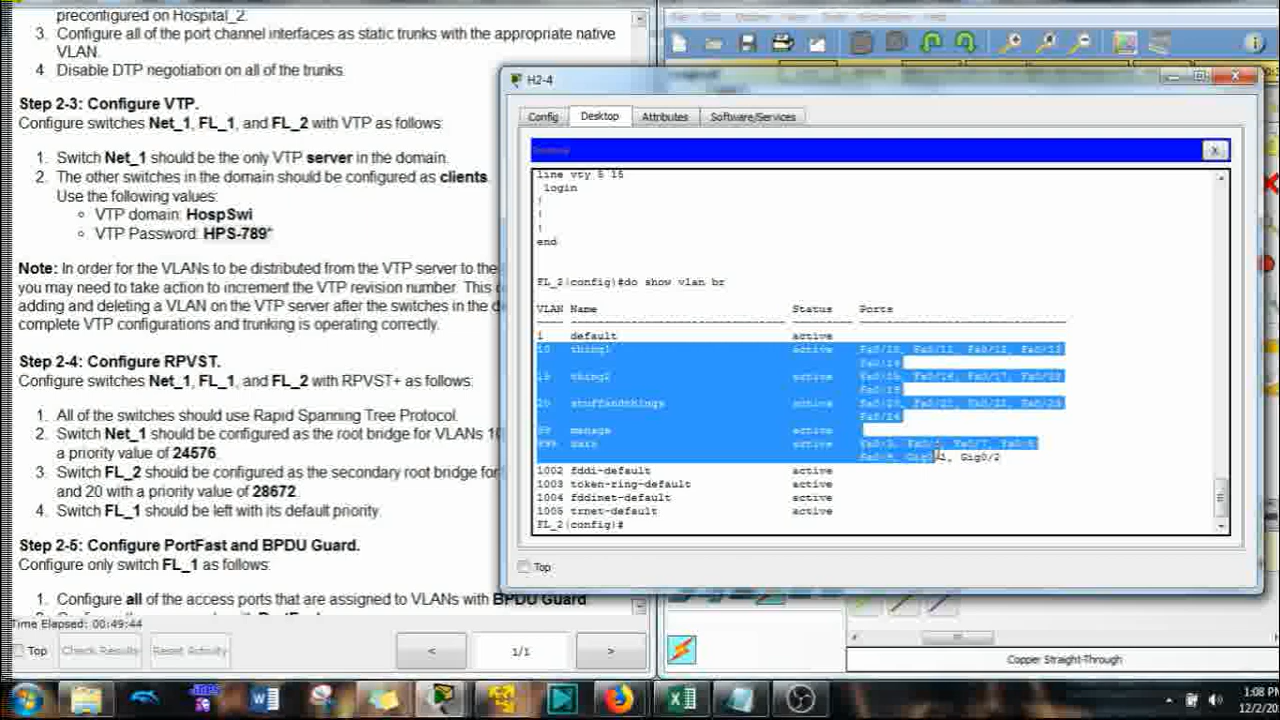 preconfigured on Hospital_2.
3. Configure all of the port channel interfaces as static trunks with the appropriate native
VLAN.
4 Disable DTP negotiation on all of the trunks.
Step 2-3: Configure VTP.
Configure switches Net_1, FL_1, and FL_2 with VTP as follows:
1. Switch Net_1 should be the only VTP server in the domain.
2. The other switches in the domain should be configured as clients.
Use the following values:
VTP domain: HospSwi
VTP Password: HPS-789*
Note: In order for the VLANs to be distributed from the VTP server to the
you may need to take action to increment the VTP revision number. This
adding and deleting a VLAN on the VTP server after the switches in the
complete VTP configurations and trunking is operating correctly.
Step 2-4: Configure RPVST.
Configure switches Net_1, FL_1, and FL_2 with RPVST+ as follows:
1. All of the switches should use Rapid Spanning Tree Protocol.
2. Switch Net_1 should be configured as the root bridge for VLANs 10
a priority value of 24576.
3. Switch FL_2 should be configured as the secondary root bridge for
and 20 with a priority value of 28672
4. Switch FL_1 should be left with its default priority.
Step 2-5: Configure PortFast and BPDU Guard.
Configure only switch FL_1 as follows:
1. Configure all of the access ports that are assigned to VLANs with BPDU Guard
Time Elapsed: 00:49:44
Top
Check Results
Reset Activity
<
1/1
>
H2-4
Config
Desktop
Attributes
Software/Services
X
line vty 5 15
login
!
!
!
end
FL_2(config)#do show vlan br
VLAN Name Status Ports
1 default active
10 thing1 active
15 thing2 active
20 stuffandthings active
99 manage active
active
Gig0/2
1002 fddi-default active
1003 token-ring-default active
1004 fddinet-default active
1005 trnet-default active
FL_2(config)#
Top
Copper Straight-Through
1:08 PM